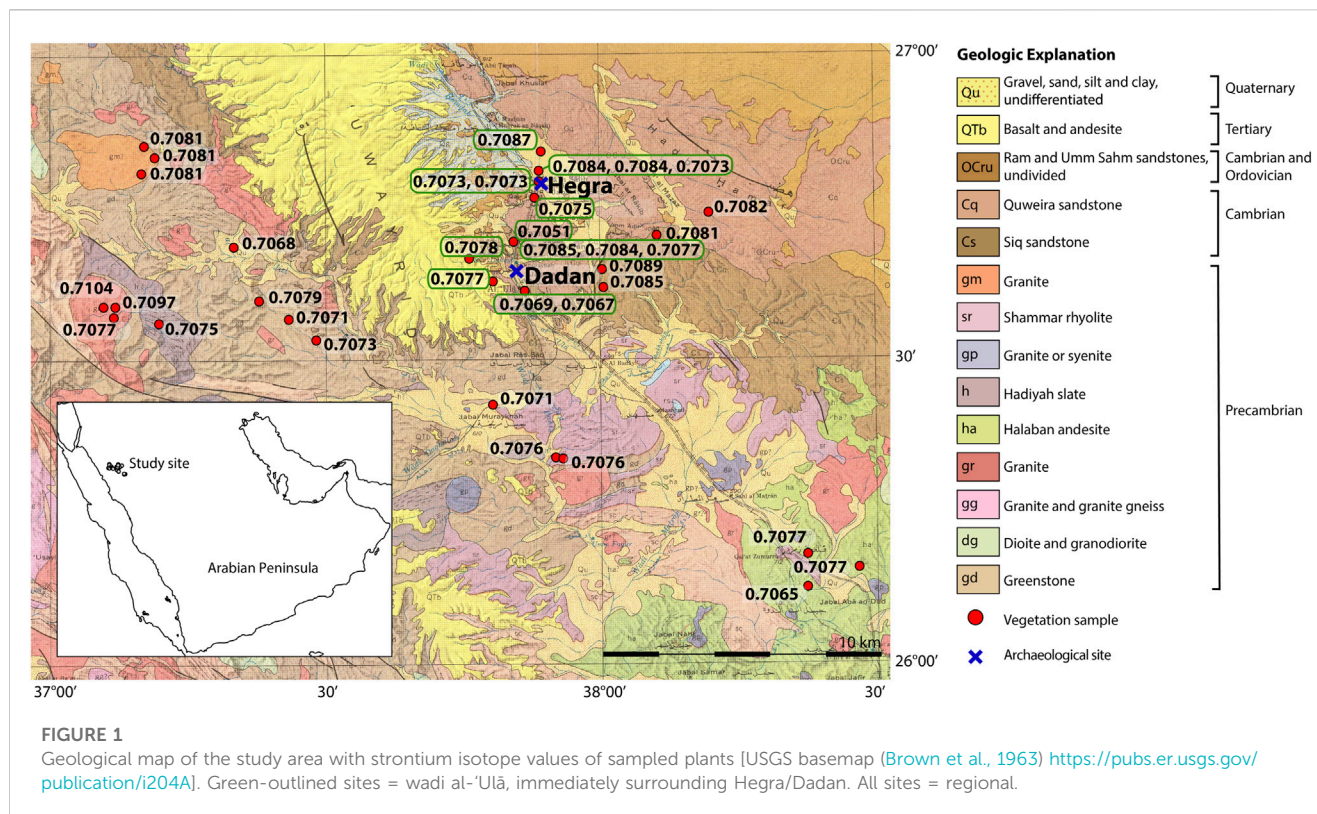 27°00′
0.7081
0.7081
0.7081
0.7087
0.7084, 0.7084, 0.7073
0.7073, 0.7073
Hegra
0.7075
0.7082
0.7051
0.7081
0.7068
0.7078
0.7085, 0.7084, 0.7077
Dadan
0.7089
0.7077
0.7085
0.7104
0.7097
0.7079
0.7069, 0.7067
0.7077
0.7075
0.7071
0.7073
30′
0.7071
0.7076
0.7076
0.7077
0.7077
0.7065
Study site
Arabian Peninsula
10 km
26°00′
37°00′
30′
38°00′
30′
Jabal Khuslar
U W A R I D
Jabal Ras Bad
Jabal Murayknah
Jabal Samar
Geologic Explanation
Qu
Gravel, sand, silt and clay,
undifferentiated
Quaternary
QTb
Basalt and andesite
Tertiary
OCru
Ram and Umm Sahm sandstones,
undivided
Cambrian and
Ordovician
Cq
Quweira sandstone
Cambrian
Cs
Siq sandstone
gm
Granite
sr
Shammar rhyolite
gp
Granite or syenite
h
Hadiyah slate
Precambrian
ha
Halaban andesite
gr
Granite
gg
Granite and granite gneiss
dg
Dioite and granodiorite
gd
Greenstone
Vegetation sample
Archaeological site
FIGURE 1
Geological map of the study area with strontium isotope values of sampled plants [USGS basemap (Brown et al., 1963) https://pubs.er.usgs.gov/
publication/i204A]. Green-outlined sites = wadi al-‘Ulā, immediately surrounding Hegra/Dadan. All sites = regional.